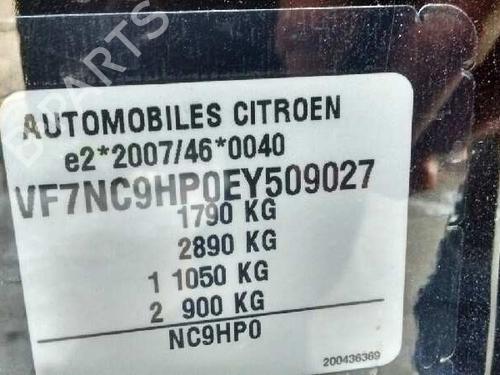 B PARTS
AUTOMOBILES CITROEN
e2*2007/46*0040
VF7NC9HP0EY509027
1790 KG
2890 KG
1 1050 KG
2 900 KG
NC9HP0
200436369